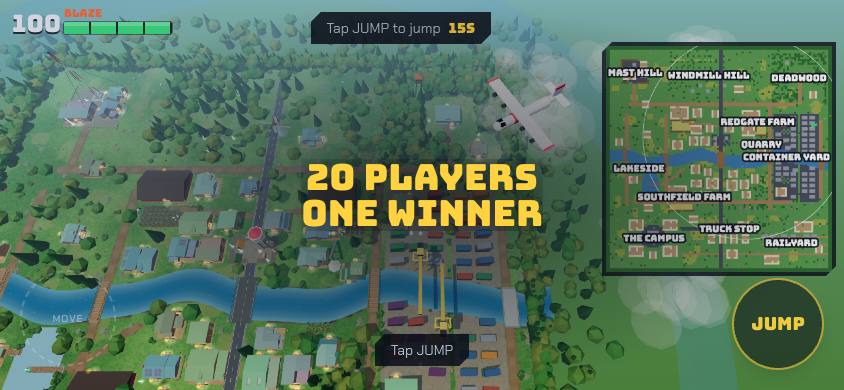 BLAZE
100
Tap JUMP to jump 15S
MAST HILL
WINDMILL HILL
DEADWOOD
REDGATE FARM
QUARRY
CONTAINER YARD
LAKESIDE
SOUTHFIELD FARM
TRUCK STOP
THE CAMPUS
RAILYARD
20 PLAYERS
ONE WINNER
MOVE
JUMP
Tap JUMP